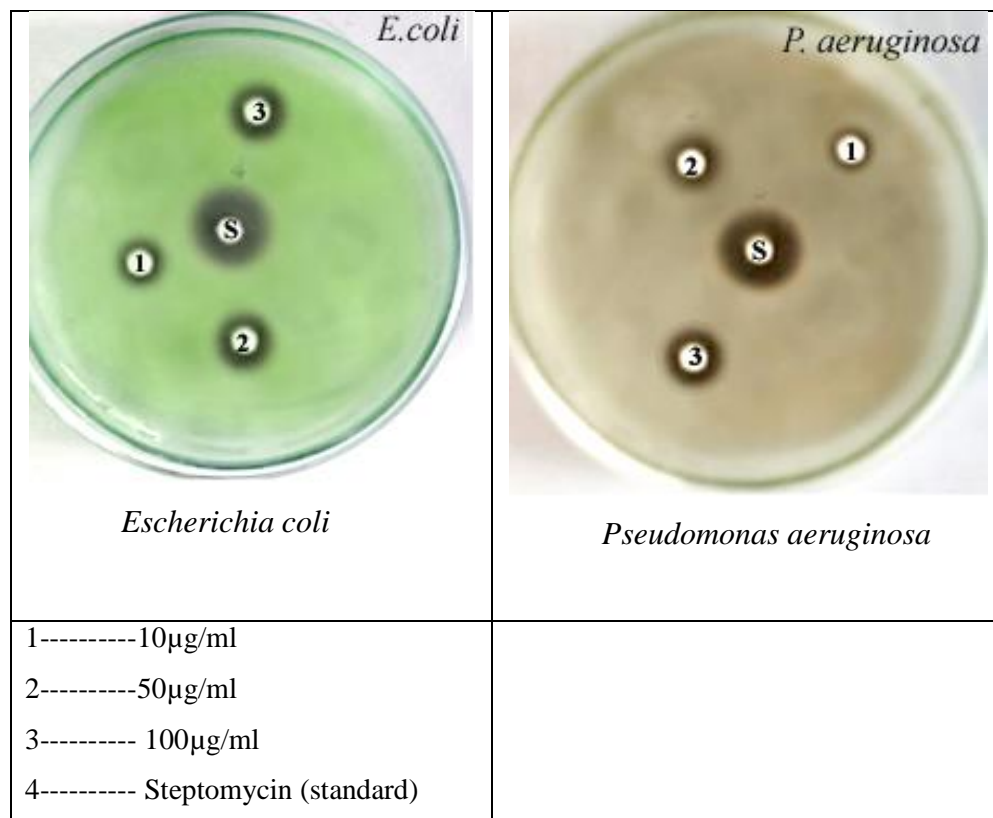 E.coli
3
S
1
2
Escherichia coli
P. aeruginosa
1
2
S
3
Pseudomonas aeruginosa
1----------10µg/ml
2----------50µg/ml
3---------- 100µg/ml
4---------- Steptomycin (standard)